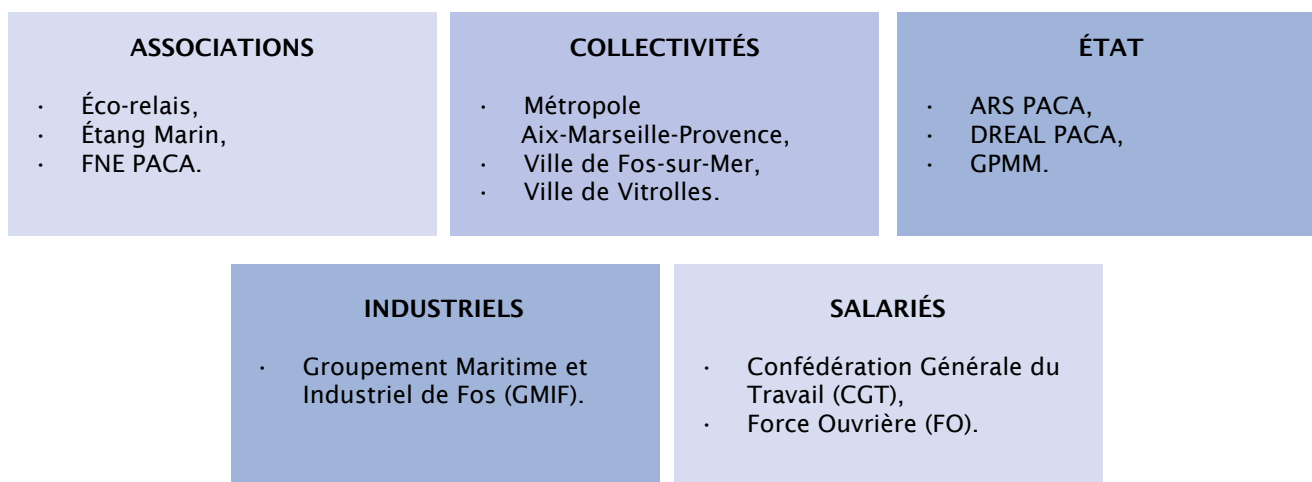 ASSOCIATIONS
· Éco-relais,
· Étang Marin,
· FNE PACA.
COLLECTIVITÉS
· Métropole
Aix-Marseille-Provence,
· Ville de Fos-sur-Mer,
· Ville de Vitrolles.
ÉTAT
· ARS PACA,
· DREAL PACA,
· GPMM.
INDUSTRIELS
· Groupement Maritime et
Industriel de Fos (GMIF).
SALARIÉS
· Confédération Générale du
Travail (CGT),
· Force Ouvrière (FO).